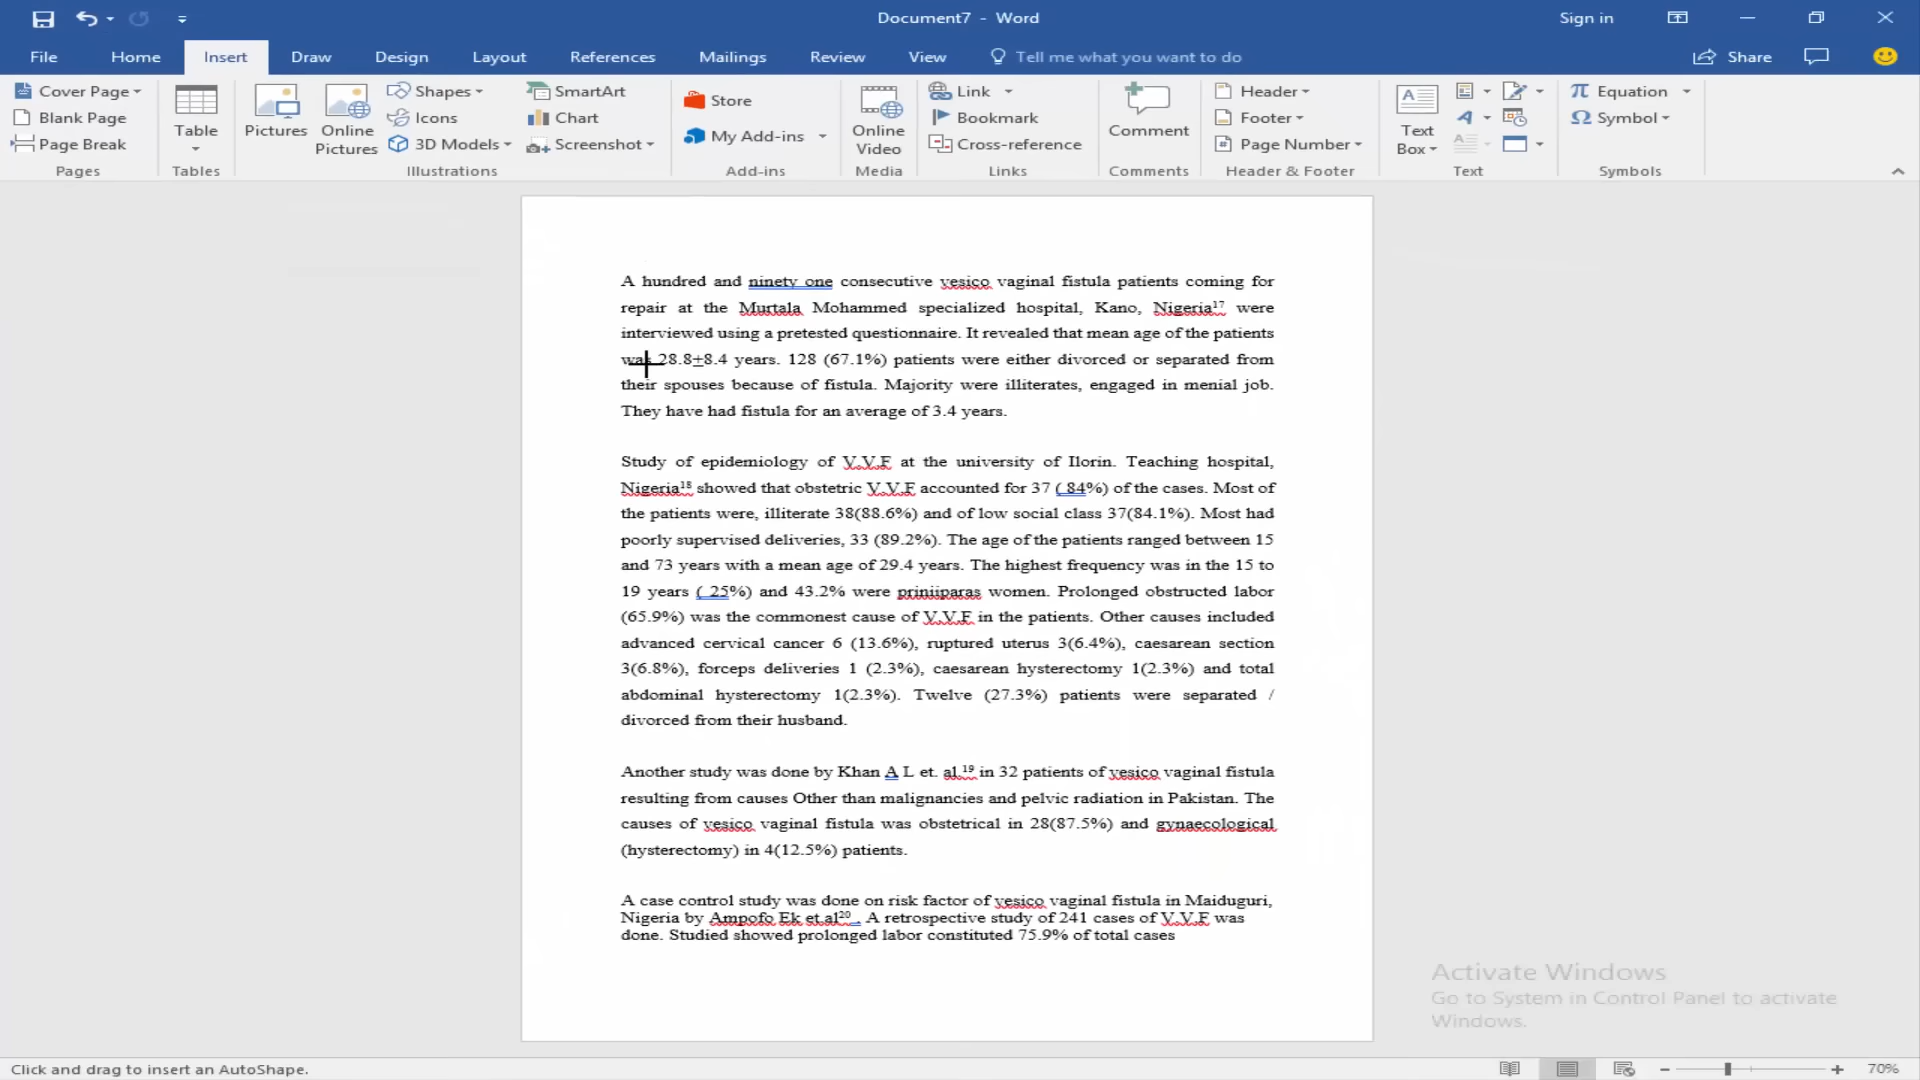 Document7 - Word
Sign in
File Home Insert Draw Design Layout References Mailings Review View Tell me what you want to do Share
Cover Page
Blank Page
Page Break
Pages
Table
Tables
Pictures
Online Pictures
Shapes
Icons
3D Models
SmartArt
Chart
Screenshot
Illustrations
Store
My Add-ins
Add-ins
Online Video
Media
Link
Bookmark
Cross-reference
Links
Comment
Comments
Header
Footer
Page Number
Header & Footer
Text Box
Text
Equation
Symbol
Symbols
A hundred and ninety one consecutive vesico vaginal fistula patients coming for
repair at the Murtala Mohammed specialized hospital, Kano, Nigeria¹⁷ were
interviewed using a pretested questionnaire. It revealed that mean age of the patients
was 28.8±8.4 years. 128 (67.1%) patients were either divorced or separated from
their spouses because of fistula. Majority were illiterates, engaged in menial job.
They have had fistula for an average of 3.4 years.
Study of epidemiology of V.V.F at the university of Ilorin. Teaching hospital,
Nigeria¹⁸ showed that obstetric V.V.F accounted for 37 ( 84%) of the cases. Most of
the patients were, illiterate 38(88.6%) and of low social class 37(84.1%). Most had
poorly supervised deliveries, 33 (89.2%). The age of the patients ranged between 15
and 73 years with a mean age of 29.4 years. The highest frequency was in the 15 to
19 years ( 25%) and 43.2% were priniiparas women. Prolonged obstructed labor
(65.9%) was the commonest cause of V.V.F in the patients. Other causes included
advanced cervical cancer 6 (13.6%), ruptured uterus 3(6.4%), caesarean section
3(6.8%), forceps deliveries 1 (2.3%), caesarean hysterectomy 1(2.3%) and total
abdominal hysterectomy 1(2.3%). Twelve (27.3%) patients were separated /
divorced from their husband.
Another study was done by Khan A L et. al.¹⁹ in 32 patients of vesico vaginal fistula
resulting from causes Other than malignancies and pelvic radiation in Pakistan. The
causes of vesico vaginal fistula was obstetrical in 28(87.5%) and gynaecological
(hysterectomy) in 4(12.5%) patients.
A case control study was done on risk factor of vesico vaginal fistula in Maiduguri,
Nigeria by Ampofo Ek et.al²⁰ . A retrospective study of 241 cases of V.V.F was
done. Studied showed prolonged labor constituted 75.9% of total cases
Activate Windows
Go to System in Control Panel to activate
Windows.
Click and drag to insert an AutoShape.
70%